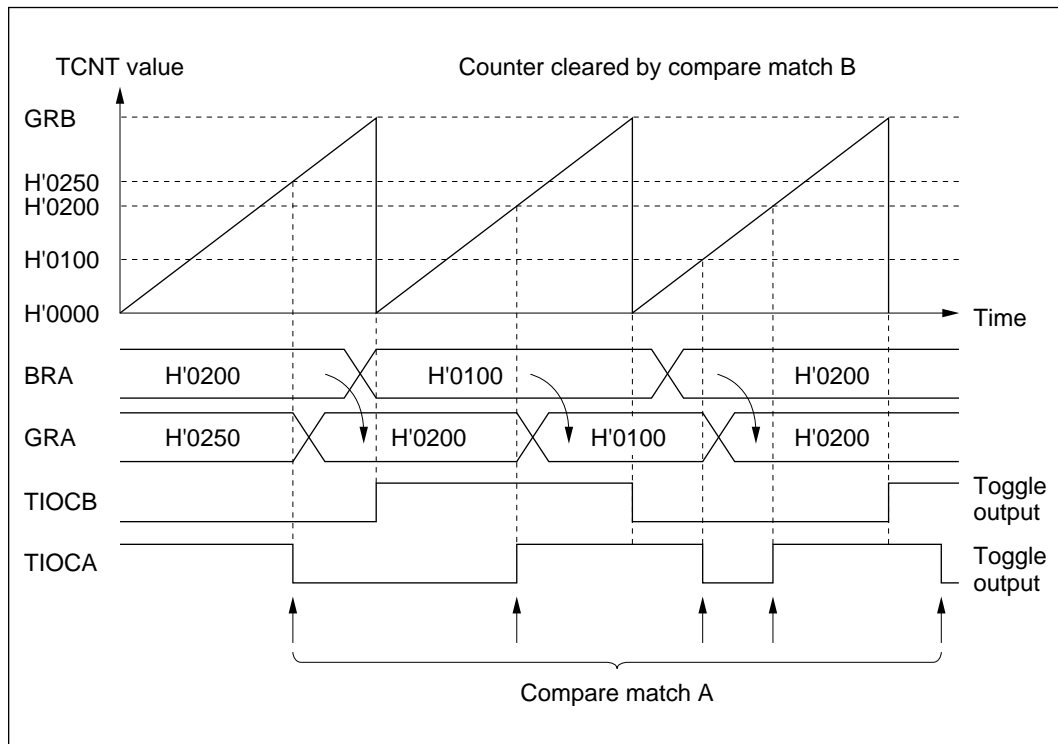 TCNT value
Counter cleared by compare match B
GRB
H'0250
H'0200
H'0100
H'0000
Time
BRA
H'0200
H'0100
H'0200
GRA
H'0250
H'0200
H'0100
H'0200
TIOCB
Toggle
output
TIOCA
Toggle
output
Compare match A